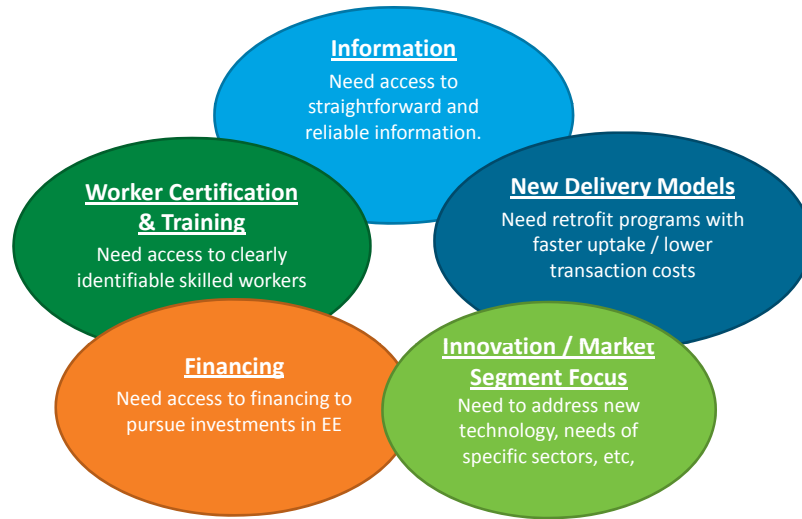 Information
Need access to
straightforward and
reliable information.
Worker Certification
& Training
Need access to clearly
identifiable skilled workers
New Delivery Models
Need retrofit programs with
faster uptake / lower
transaction costs
Financing
Need access to financing to
pursue investments in EE
Innovation / Market
Segment Focus
Need to address new
technology, needs of
specific sectors, etc,